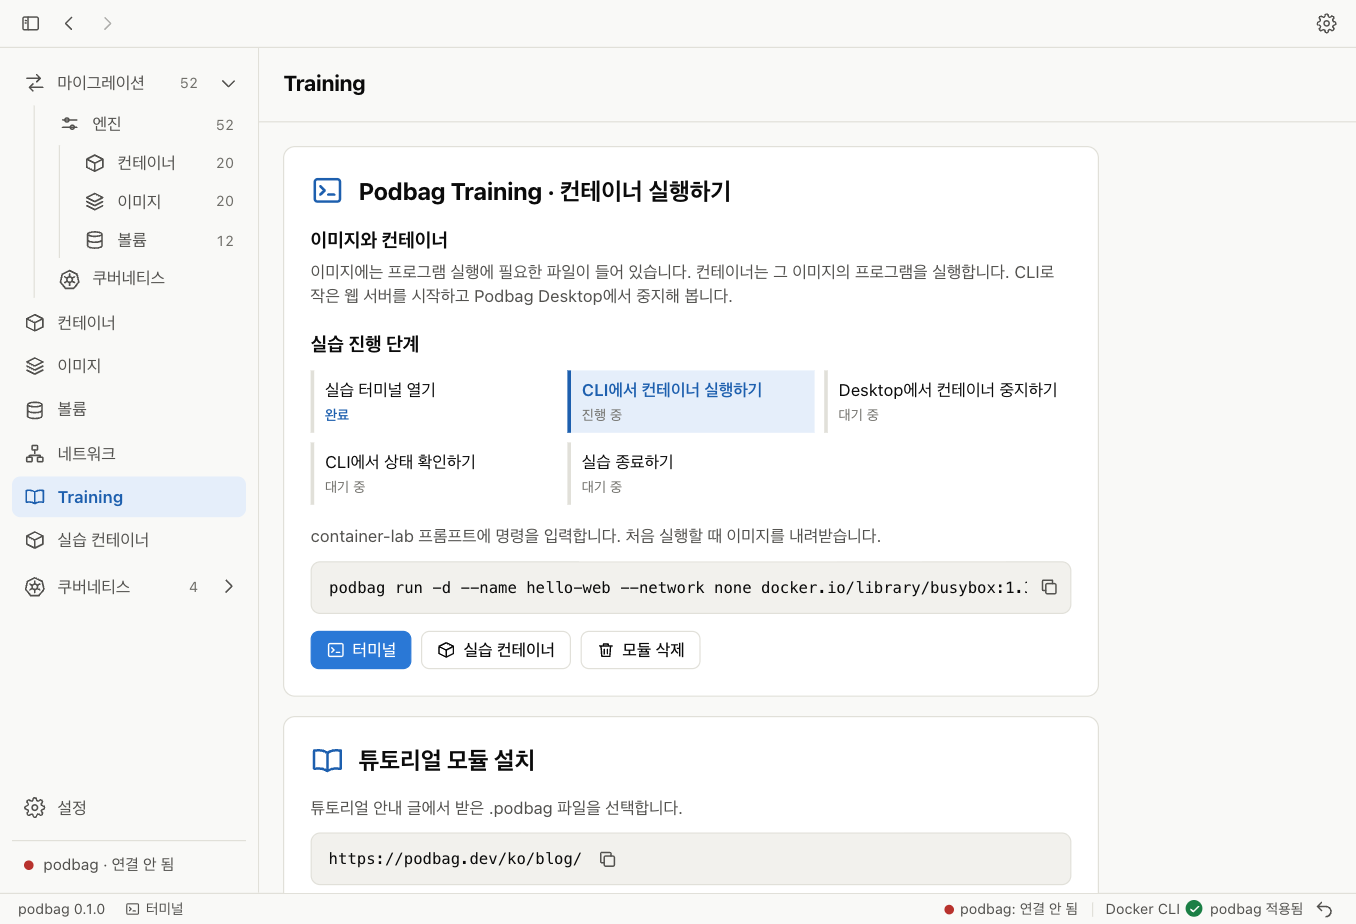 마이그레이션 52
엔진 52
컨테이너 20
이미지 20
볼륨 12
쿠버네티스
컨테이너
이미지
볼륨
네트워크
Training
실습 컨테이너
쿠버네티스 4
설정
podbag · 연결 안 됨
Training
Podbag Training · 컨테이너 실행하기
이미지와 컨테이너
이미지에는 프로그램 실행에 필요한 파일이 들어 있습니다. 컨테이너는 그 이미지의 프로그램을 실행합니다. CLI로
작은 웹 서버를 시작하고 Podbag Desktop에서 중지해 봅니다.
실습 진행 단계
실습 터미널 열기
완료
CLI에서 컨테이너 실행하기
진행 중
Desktop에서 컨테이너 중지하기
대기 중
CLI에서 상태 확인하기
대기 중
실습 종료하기
대기 중
container-lab 프롬프트에 명령을 입력합니다. 처음 실행할 때 이미지를 내려받습니다.
podbag run -d --name hello-web --network none docker.io/library/busybox:1.
터미널
실습 컨테이너
모듈 삭제
튜토리얼 모듈 설치
튜토리얼 안내 글에서 받은 .podbag 파일을 선택합니다.
https://podbag.dev/ko/blog/
podbag 0.1.0 터미널
podbag: 연결 안 됨 Docker CLI podbag 적용됨